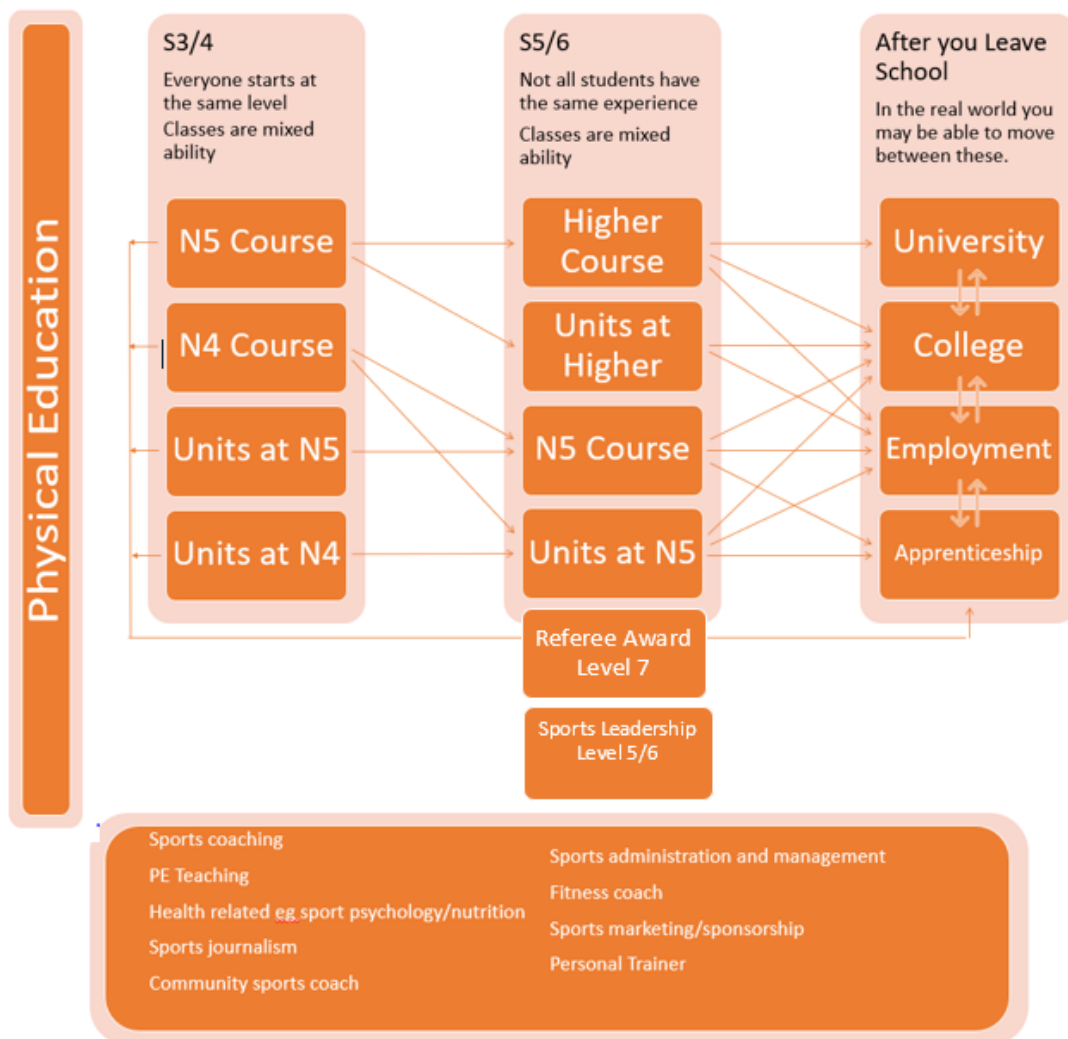 Physical Education
S3/4
Everyone starts at
the same level
Classes are mixed
ability
N5 Course
N4 Course
Units at N5
Units at N4
S5/6
Not all students have
the same experience
Classes are mixed
ability
Higher
Course
Units at
Higher
N5 Course
Units at N5
Referee Award
Level 7
Sports Leadership
Level 5/6
After you Leave
School
In the real world you
may be able to move
between these.
University
College
Employment
Apprenticeship
Sports coaching
PE Teaching
Health related eg sport psychology/nutrition
Sports journalism
Community sports coach
Sports administration and management
Fitness coach
Sports marketing/sponsorship
Personal Trainer